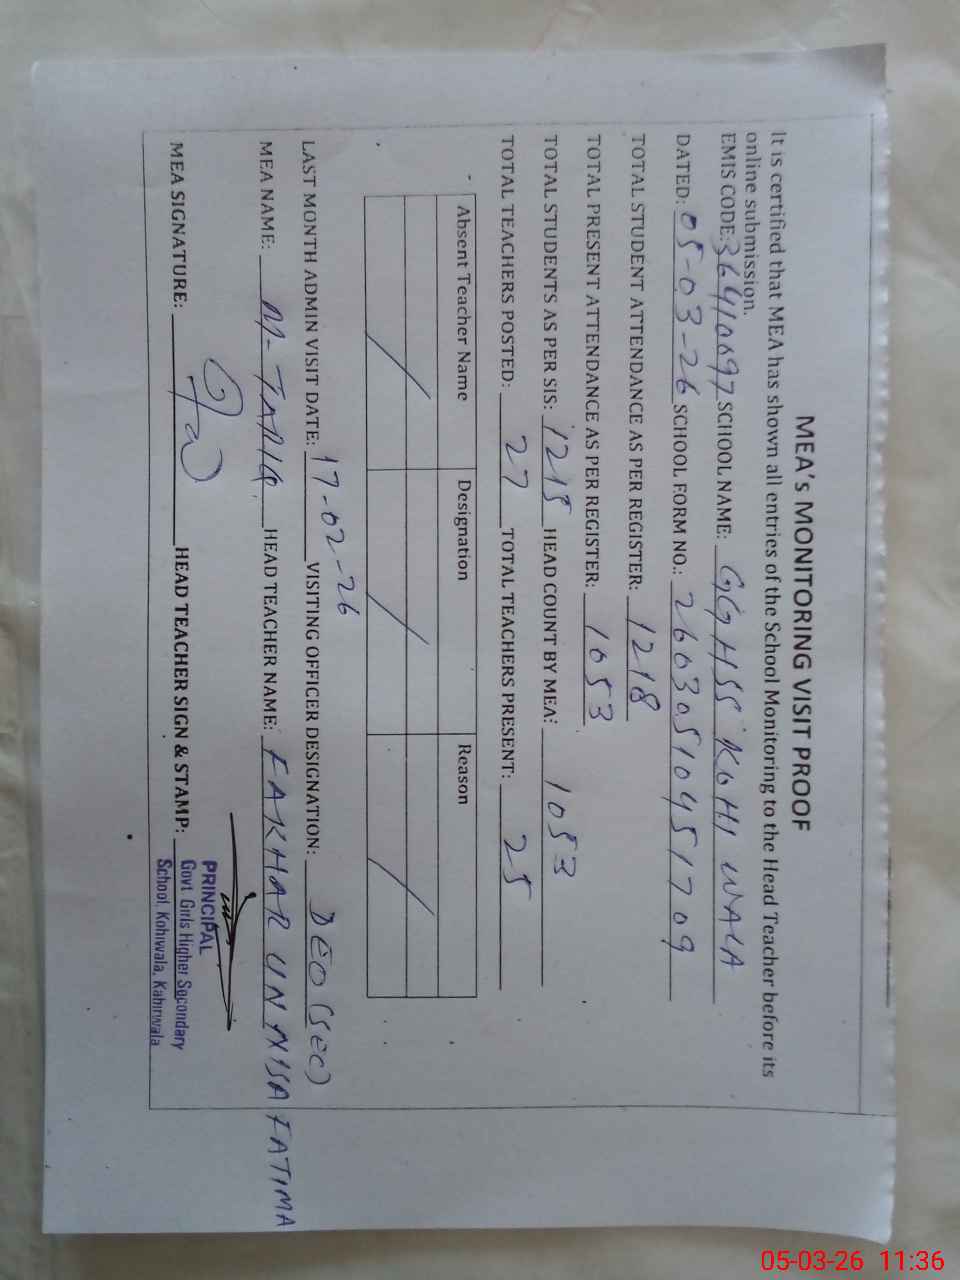 MEA's MONITORING VISIT PROOF
It is certified that MEA has shown all entries of the School Monitoring to the Head Teacher before its
online submission.
EMIS CODE: 36410697 SCHOOL NAME: GGHSS KOHI WALA
DATED: 05-03-26 SCHOOL FORM NO.: 26030510451709
TOTAL STUDENT ATTENDANCE AS PER REGISTER: 1218
TOTAL PRESENT ATTENDANCE AS PER REGISTER: 1053
TOTAL STUDENTS AS PER SIS: 1215 HEAD COUNT BY MEA: 1053
TOTAL TEACHERS POSTED: 27 TOTAL TEACHERS PRESENT: 25
Absent Teacher Name Designation Reason
LAST MONTH ADMIN VISIT DATE: 17-02-26 VISITING OFFICER DESIGNATION: DEO (SEC)
MEA NAME: M-TARIQ HEAD TEACHER NAME: FAKHAR UN NISA FATIMA
MEA SIGNATURE: HEAD TEACHER SIGN & STAMP:
PRINCIPAL
Govt. Girls Higher Secondary
School, Kohiwala, Kabirwala
05-03-26 11:36